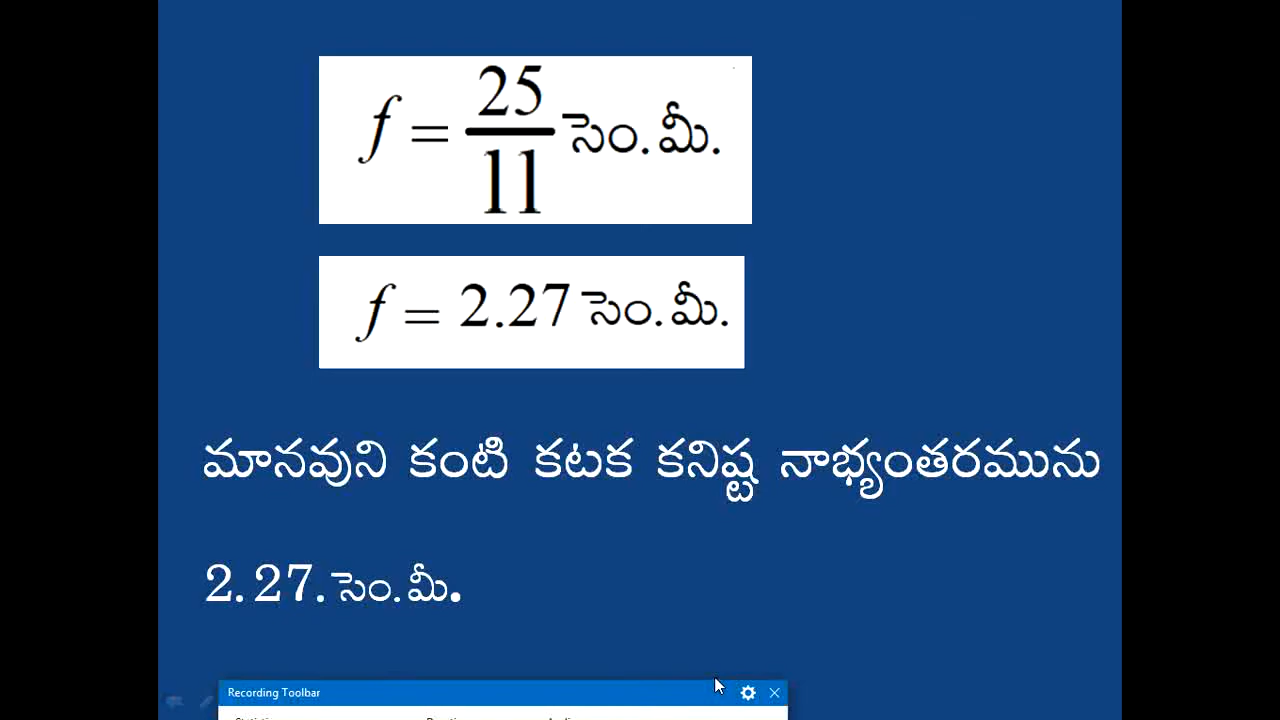 f = 25/11 సెం.మీ.
f = 2.27 సెం.మీ.
మానవుని కంటి కటక కనిష్ట నాభ్యంతరమును
2.27.సెం.మీ.
Recording Toolbar